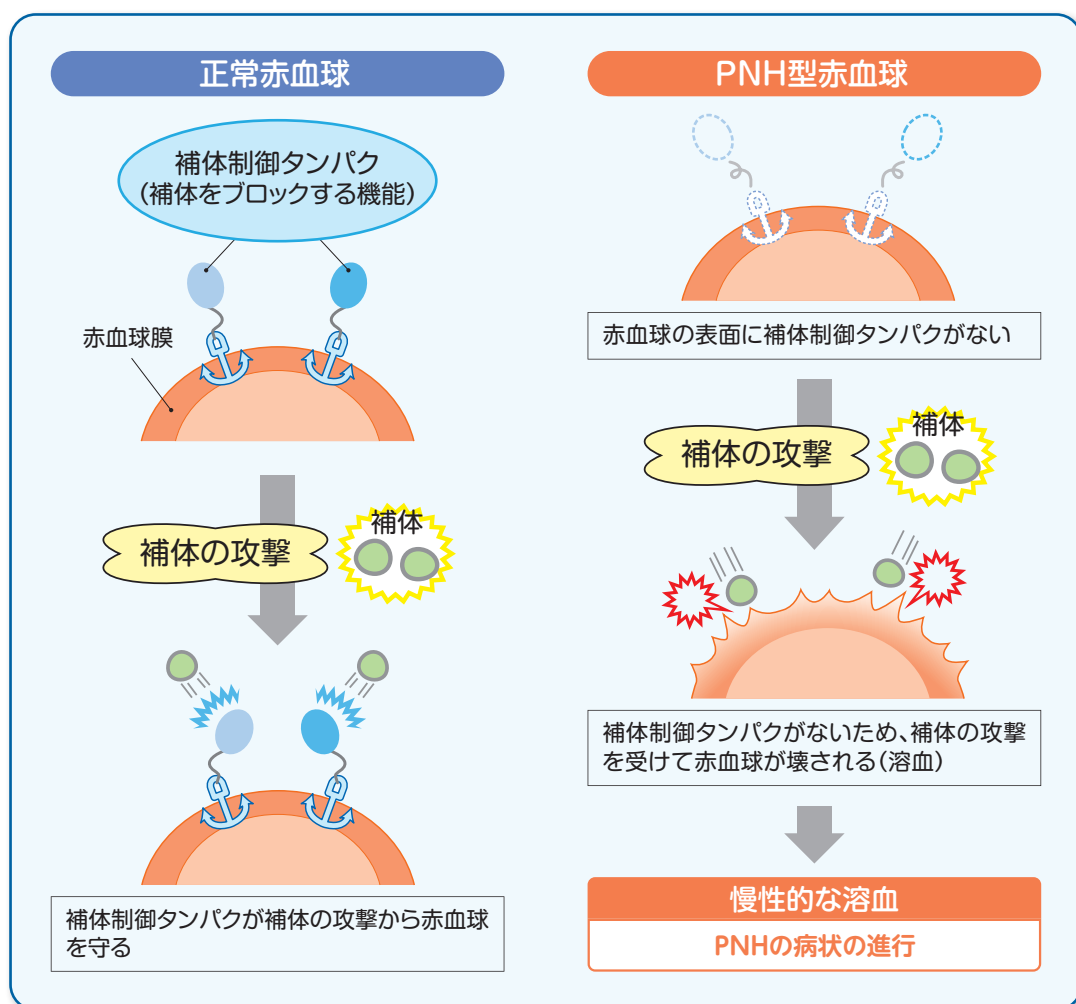 正常赤血球
補体制御タンパク
(補体をブロックする機能)
赤血球膜
補体の攻撃
補体
補体制御タンパクが補体の攻撃から赤血球
を守る
PNH型赤血球
赤血球の表面に補体制御タンパクがない
補体の攻撃
補体
補体制御タンパクがないため、補体の攻撃
を受けて赤血球が壊される(溶血)
慢性的な溶血
PNHの病状の進行